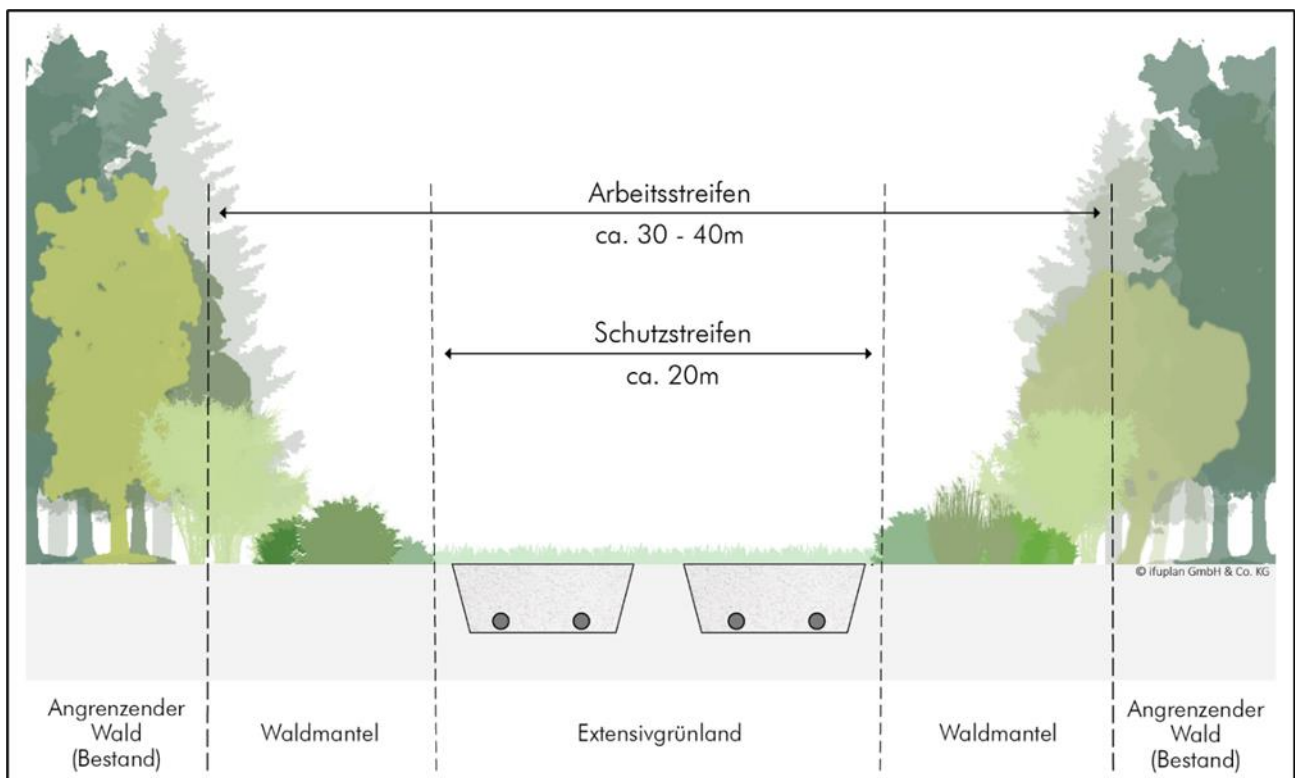 Arbeitsstreifen
ca. 30 - 40m
Schutzstreifen
ca. 20m
© ifuplan GmbH & Co. KG
Angrenzender
Wald
(Bestand)
Waldmantel
Extensivgrünland
Waldmantel
Angrenzender
Wald
(Bestand)